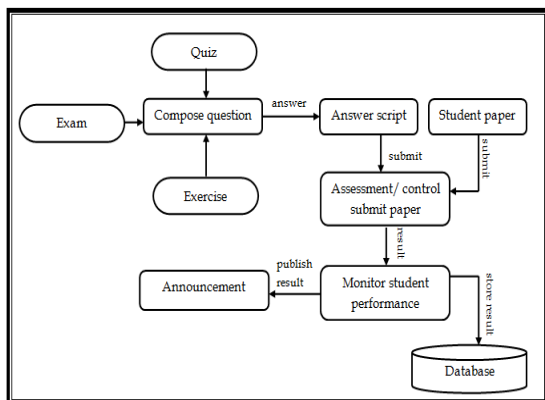 Quiz
Exam
Compose question
answer
Answer script
Student paper
submit
submit
Exercise
Assessment/ control
submit paper
result
Announcement
publish
result
Monitor student
performance
store result
Database